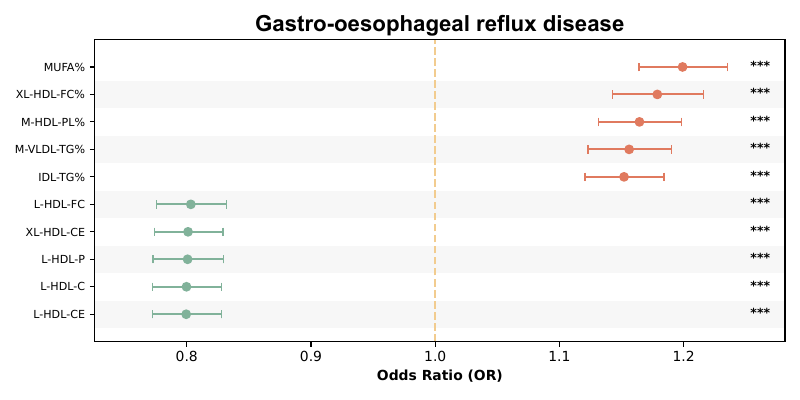 Gastro-oesophageal reflux disease
MUFA% ***
XL-HDL-FC% ***
M-HDL-PL% ***
M-VLDL-TG% ***
IDL-TG% ***
L-HDL-FC ***
XL-HDL-CE ***
L-HDL-P ***
L-HDL-C ***
L-HDL-CE ***
0.8 0.9 1.0 1.1 1.2
Odds Ratio (OR)